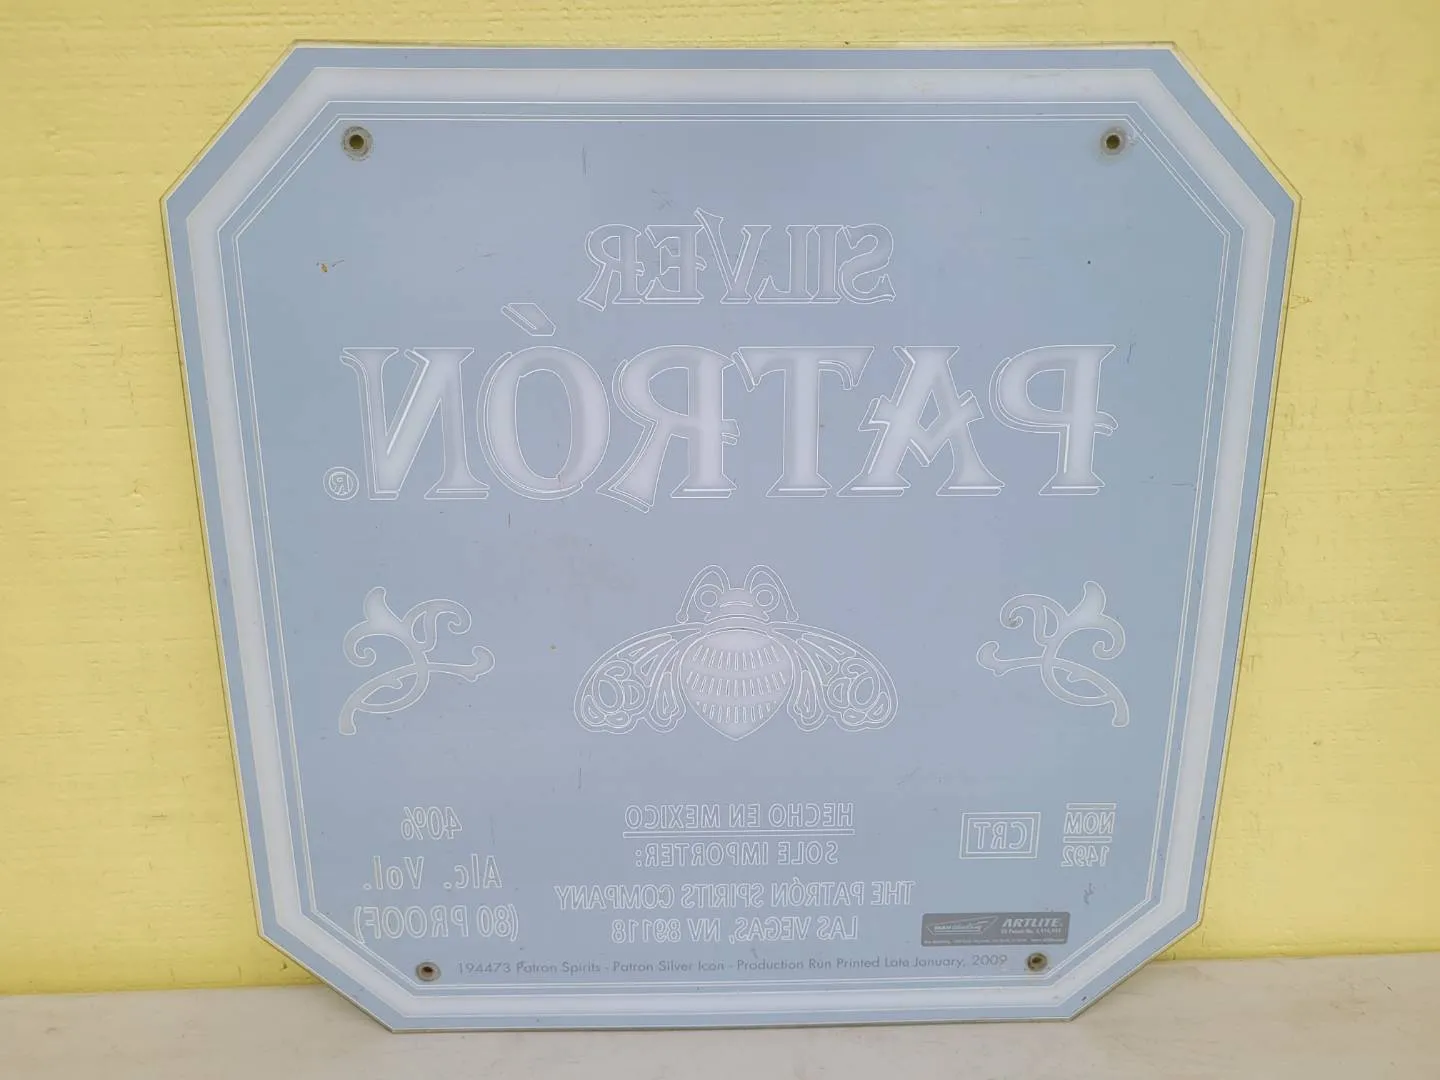 SILVER
PATRÓN®
NOM
1492
CRT
HECHO EN MEXICO
SOLE IMPORTER:
THE PATRÓN SPIRITS COMPANY
LAS VEGAS, NV 89118
40%
Alc. Vol.
(80 PROOF)
ARTLITE
194473 Patron Spirits - Patron Silver Icon - Production Run Printed Late January, 2009